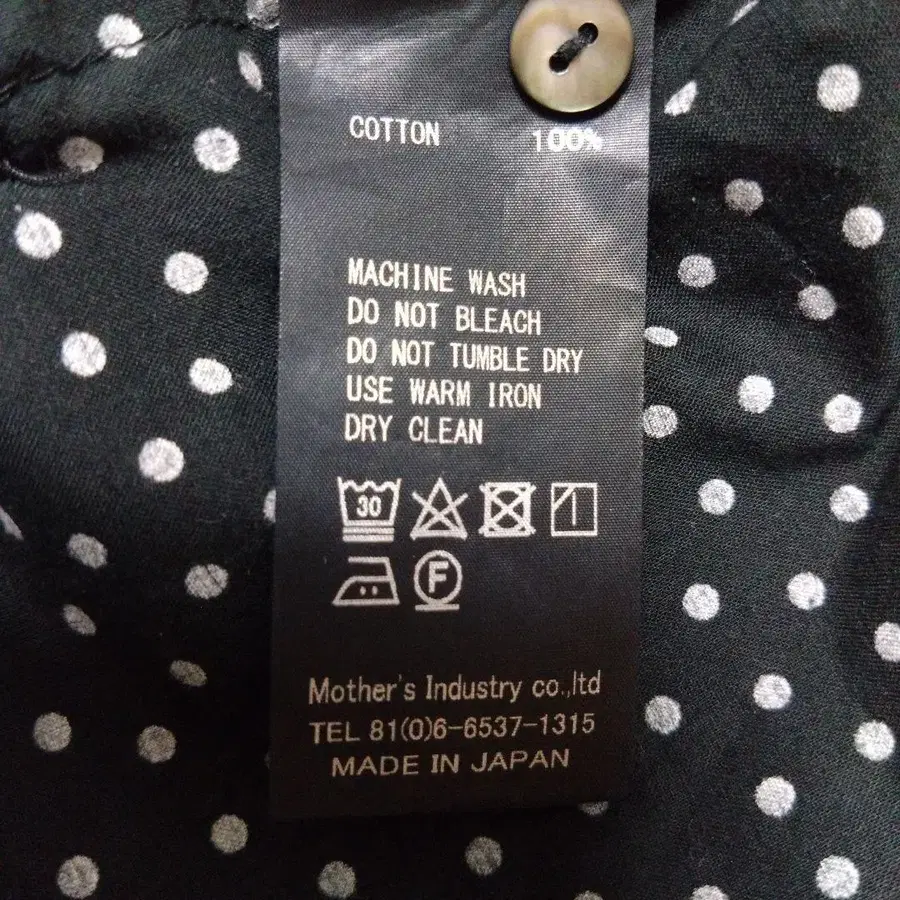 COTTON 100%
MACHINE WASH
DO NOT BLEACH
DO NOT TUMBLE DRY
USE WARM IRON
DRY CLEAN
30
F
Mother's Industry co.,ltd
TEL 81(0)6-6537-1315
MADE IN JAPAN